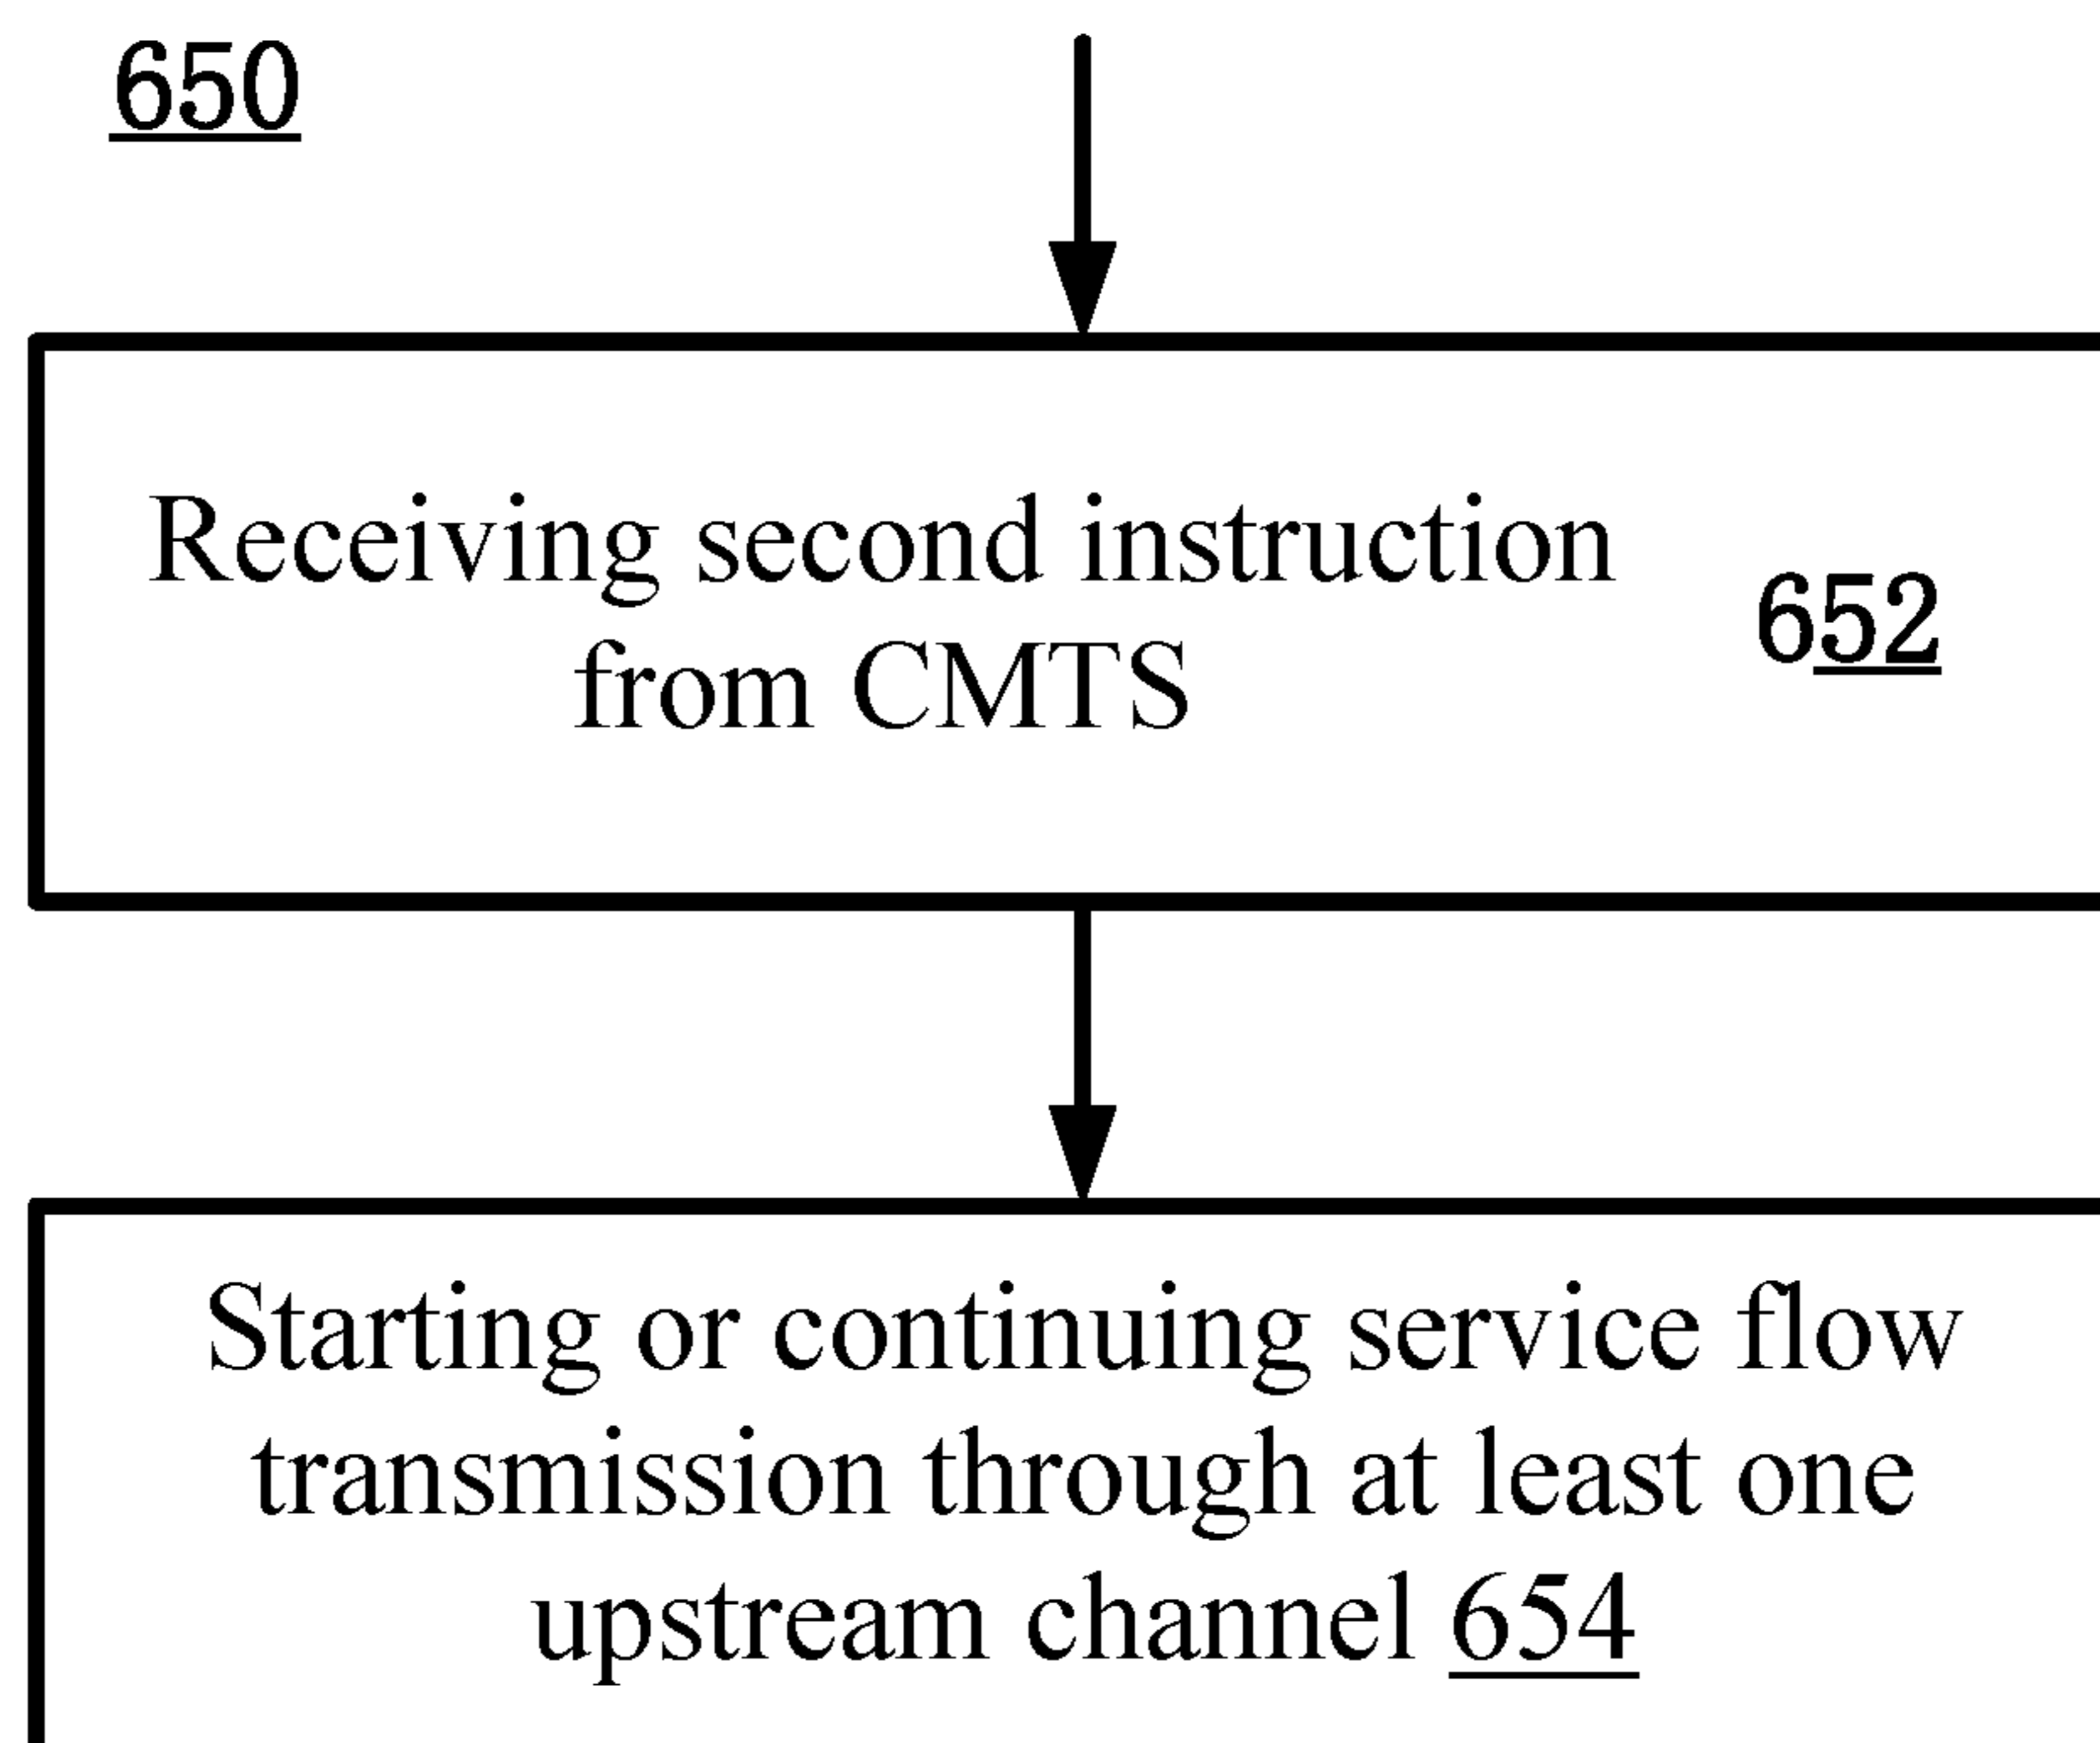 650
Receiving second instruction
from CMTS
652
Starting or continuing service flow
transmission through at least one
upstream channel 654